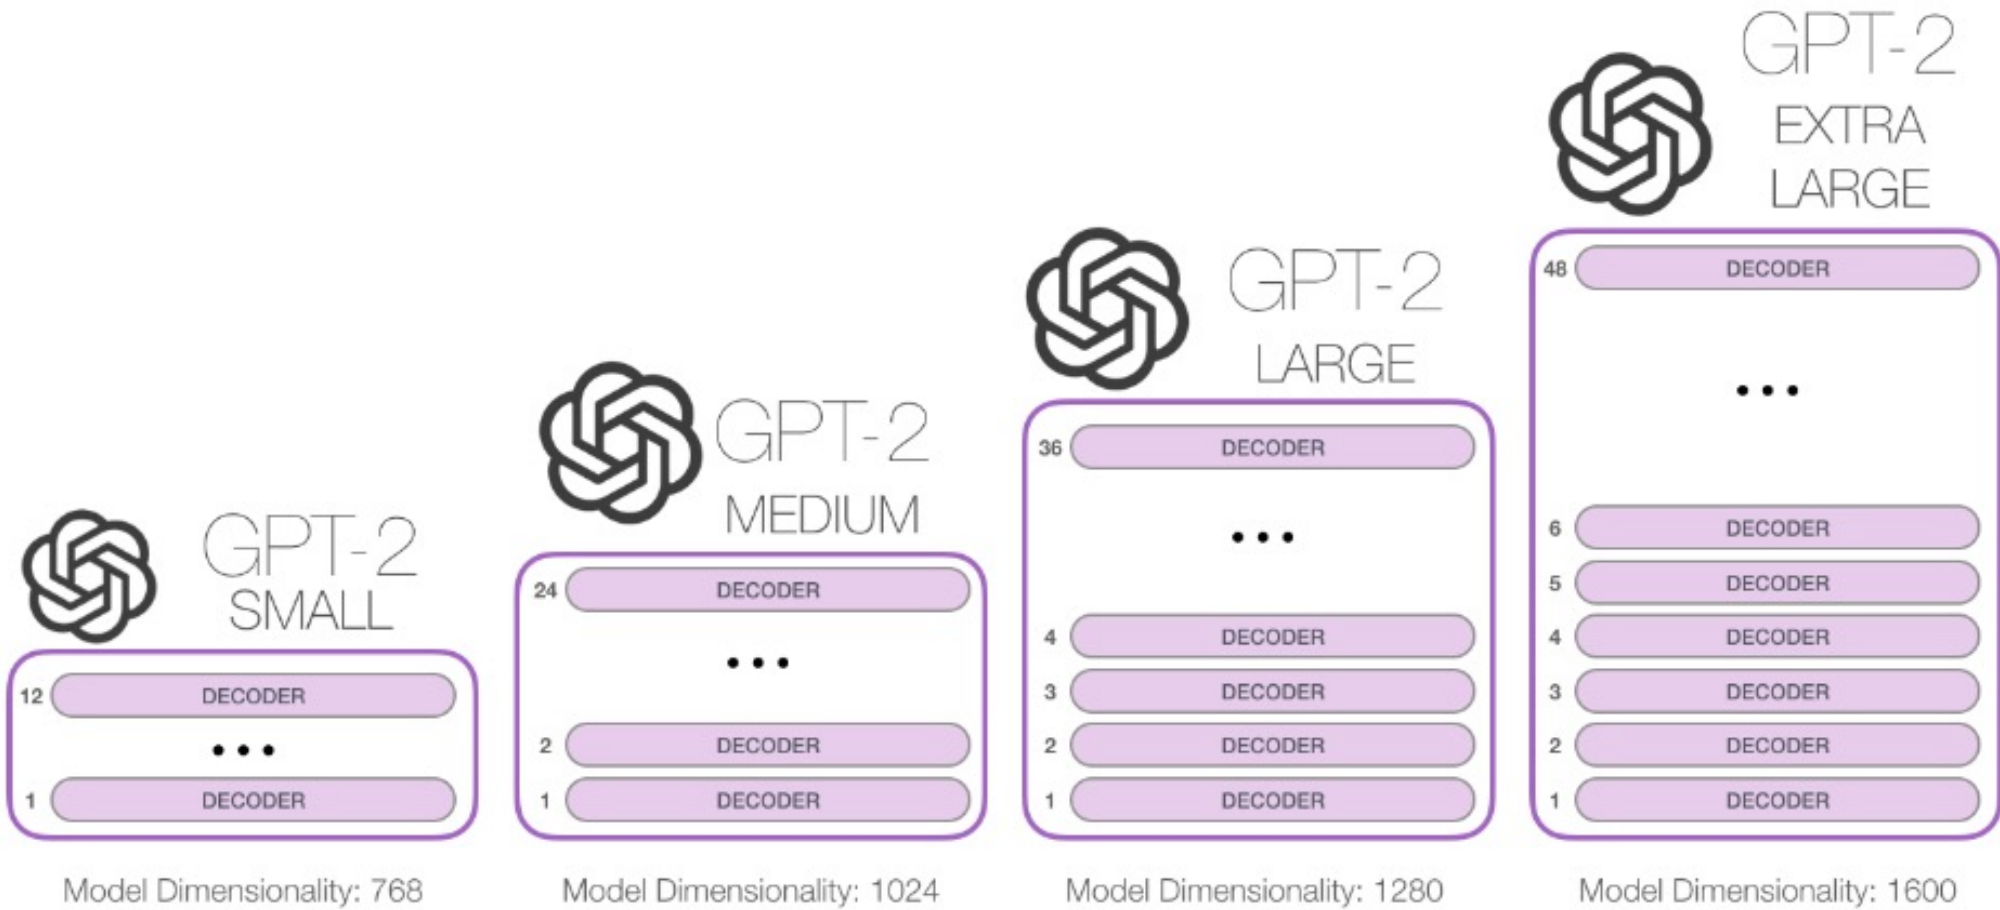 GPT-2
SMALL
12 DECODER
...
1 DECODER
Model Dimensionality: 768
GPT-2
MEDIUM
24 DECODER
...
2 DECODER
1 DECODER
Model Dimensionality: 1024
GPT-2
LARGE
36 DECODER
...
4 DECODER
3 DECODER
2 DECODER
1 DECODER
Model Dimensionality: 1280
GPT-2
EXTRA
LARGE
48 DECODER
...
6 DECODER
5 DECODER
4 DECODER
3 DECODER
2 DECODER
1 DECODER
Model Dimensionality: 1600